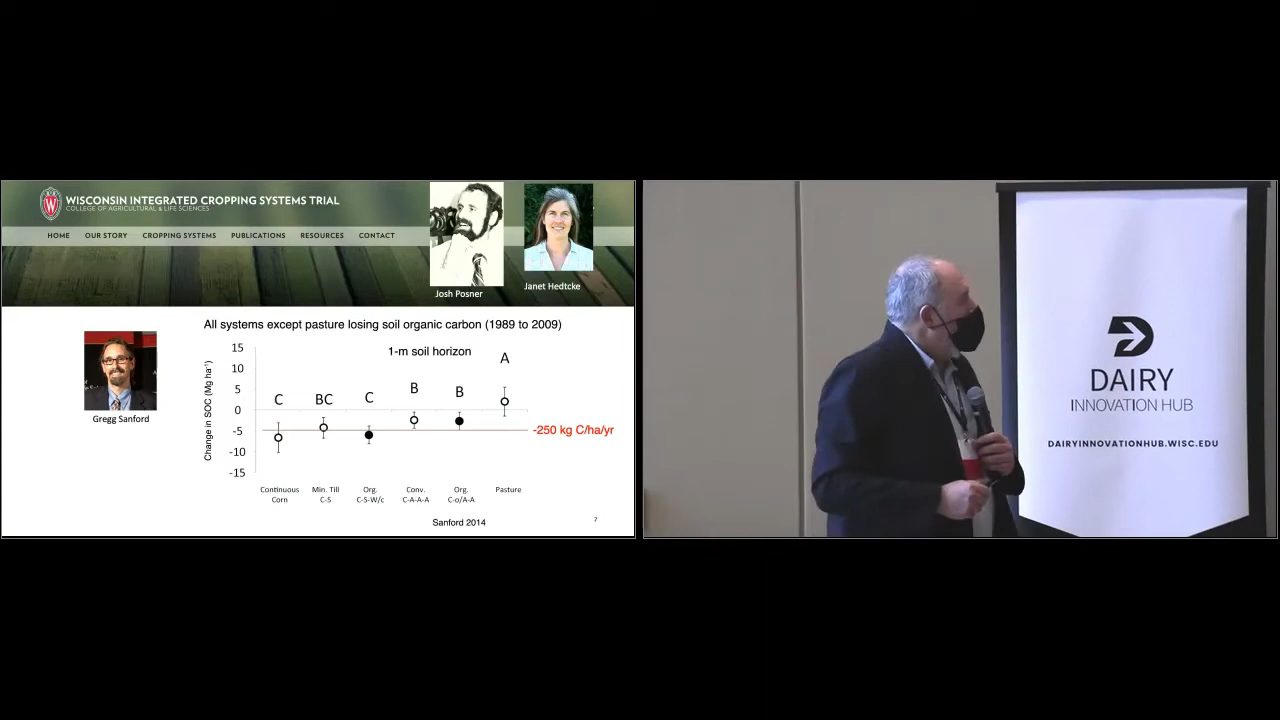 WISCONSIN INTEGRATED CROPPING SYSTEMS TRIAL
COLLEGE OF AGRICULTURAL & LIFE SCIENCES
HOME OUR STORY CROPPING SYSTEMS PUBLICATIONS RESOURCES CONTACT
Josh Posner
Janet Hedtcke
Gregg Sanford
All systems except pasture losing soil organic carbon (1989 to 2009)
1-m soil horizon
Change in SOC (Mg ha⁻¹)
15
10
5
0
-5
-10
-15
C BC C B B A
-250 kg C/ha/yr
Continuous Corn
Min. Till C-S
Org. C-S-W/c
Conv. C-A-A-A
Org. C-o/A-A
Pasture
Sanford 2014
7
D
DAIRY
INNOVATION HUB
DAIRYINNOVATIONHUB.WISC.EDU